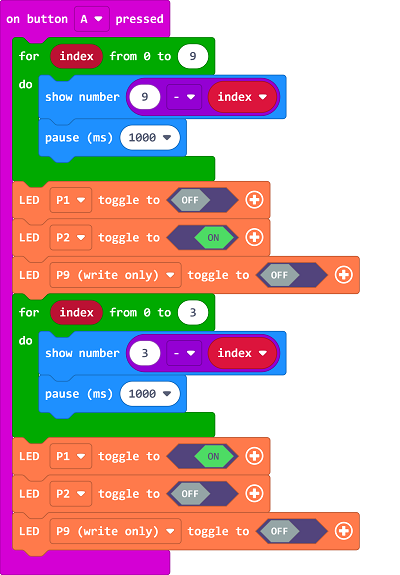 on button A pressed
for index from 0 to 9
do
show number 9 - index
pause (ms) 1000
LED P1 toggle to OFF
LED P2 toggle to ON
LED P9 (write only) toggle to OFF
for index from 0 to 3
do
show number 3 - index
pause (ms) 1000
LED P1 toggle to ON
LED P2 toggle to OFF
LED P9 (write only) toggle to OFF